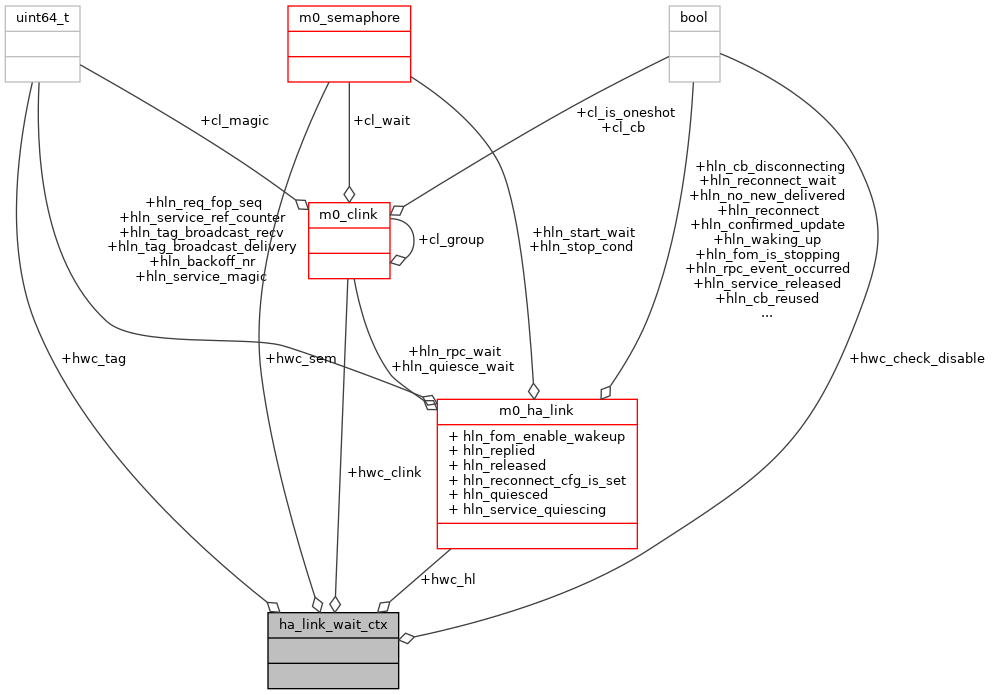 uint64_t
m0_semaphore
bool
+cl_magic
+cl_wait
+cl_is_oneshot
+cl_cb
+hln_cb_disconnecting
+hln_reconnect_wait
+hln_no_new_delivered
+hln_reconnect
+hln_confirmed_update
+hln_waking_up
+hln_fom_is_stopping
+hln_rpc_event_occurred
+hln_service_released
+hln_cb_reused
...
+hln_req_fop_seq
+hln_service_ref_counter
+hln_tag_broadcast_recv
+hln_tag_broadcast_delivery
+hln_backoff_nr
+hln_service_magic
m0_clink
+cl_group
+hln_start_wait
+hln_stop_cond
+hwc_tag
+hwc_sem
+hln_rpc_wait
+hln_quiesce_wait
+hwc_check_disable
m0_ha_link
+ hln_fom_enable_wakeup
+ hln_replied
+ hln_released
+ hln_reconnect_cfg_is_set
+ hln_quiesced
+ hln_service_quiescing
+hwc_clink
+hwc_hl
ha_link_wait_ctx